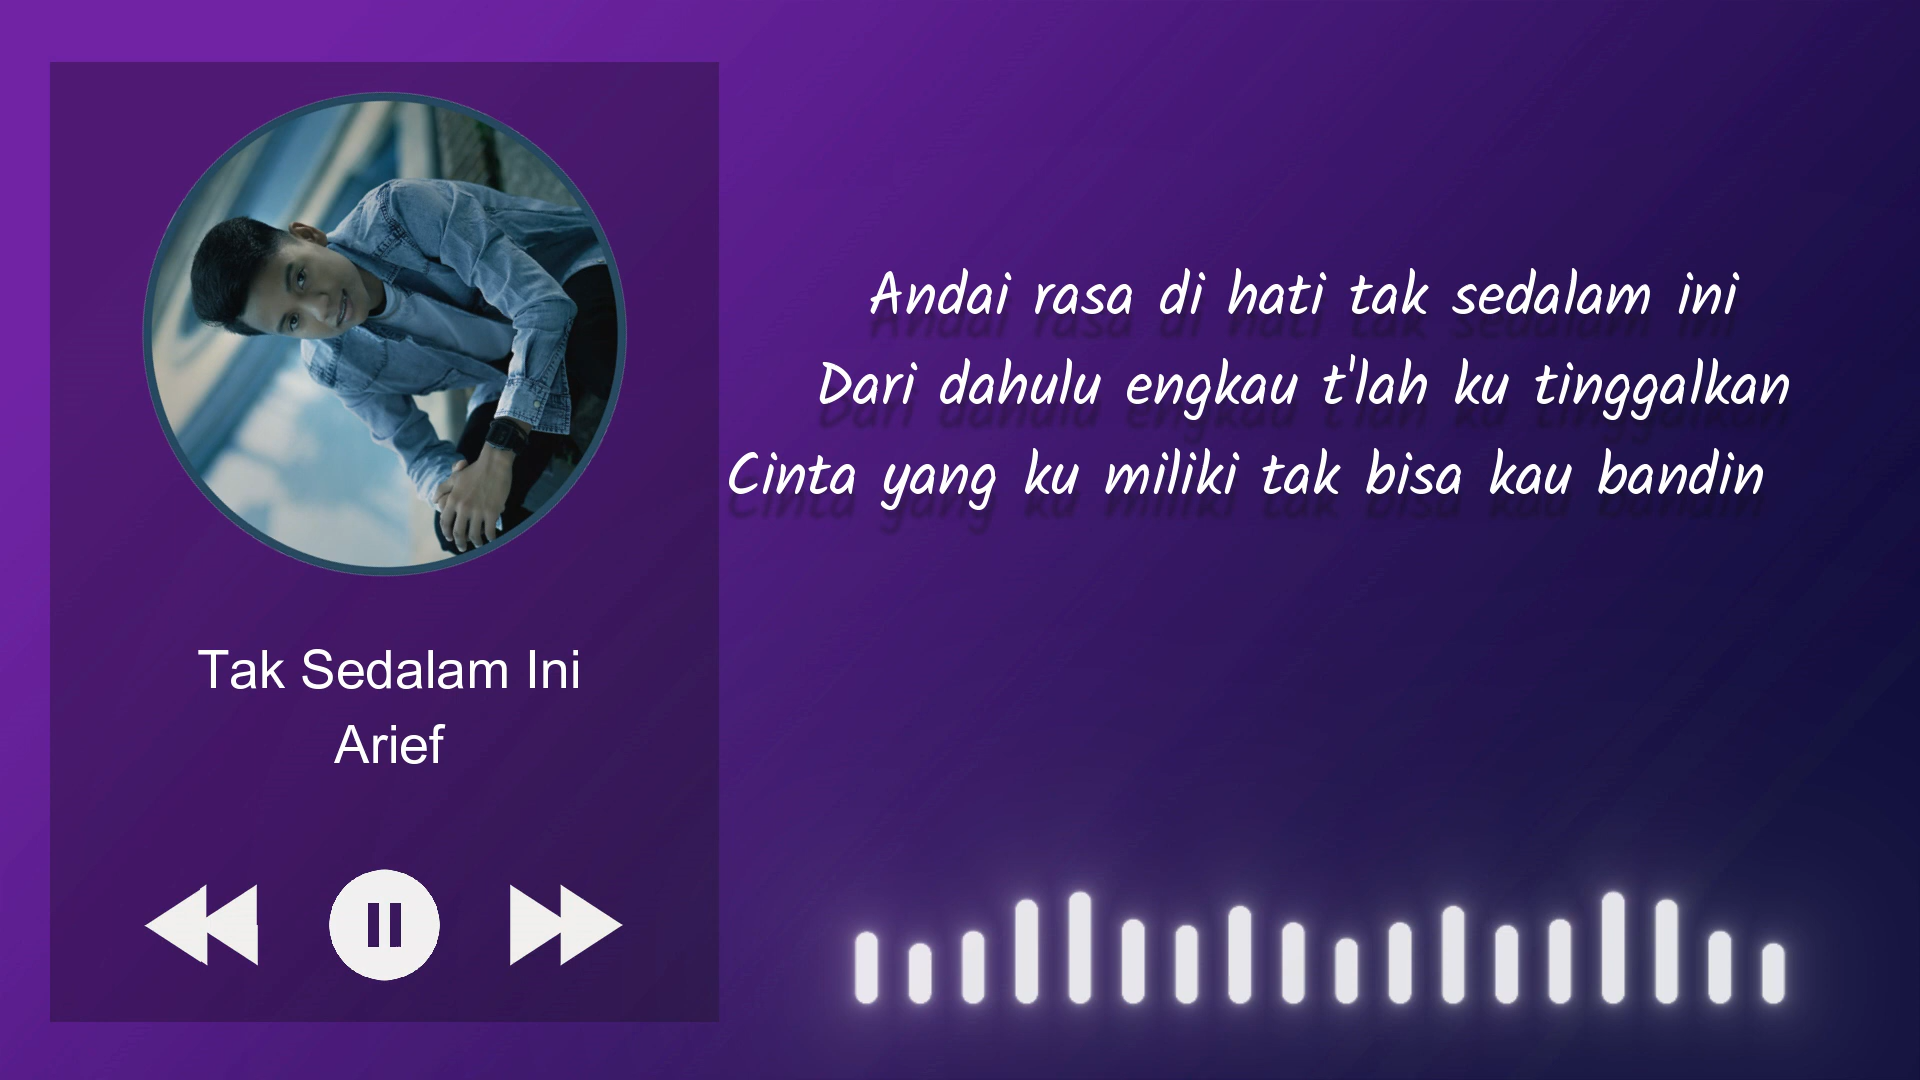 Andai rasa di hati tak sedalam ini
Dari dahulu engkau t'lah ku tinggalkan
Cinta yang ku miliki tak bisa kau bandin
Tak Sedalam Ini
Arief